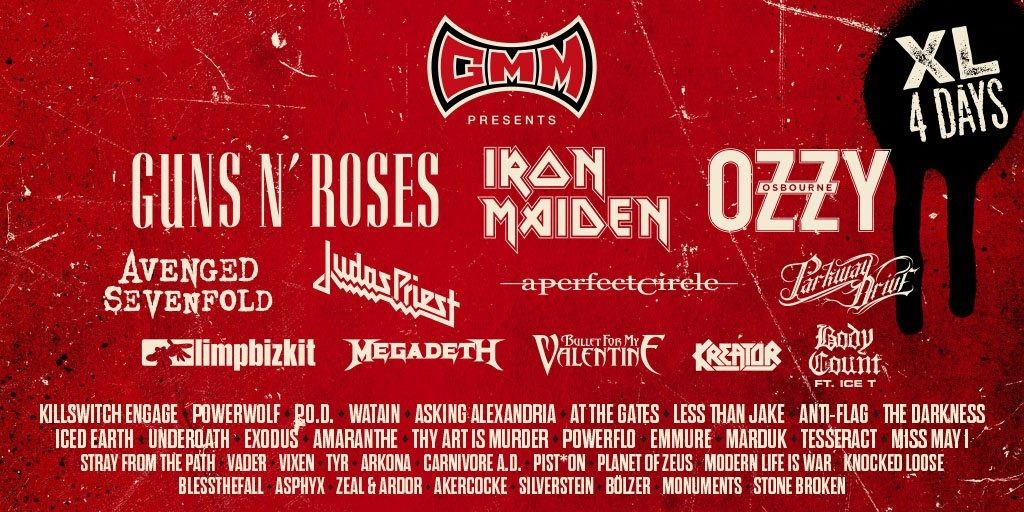 GMM
PRESENTS
XL
4 DAYS
GUNS N' ROSES
IRON
MAIDEN
OZZY
OSBOURNE
AVENGED
SEVENFOLD
Judas Priest
aperfectCircle
Parkway Drive
limpbizkit
MEGADETH
BULLET FOR MY
VALENTINE
KREATOR
Body
Count
FT. ICE T
KILLSWITCH ENGAGE POWERWOLF P.O.D. WATAIN ASKING ALEXANDRIA AT THE GATES LESS THAN JAKE ANTI-FLAG THE DARKNESS
ICED EARTH UNDEROATH EXODUS AMARANTHE THY ART IS MURDER POWERFLO EMMURE MARDUK TESSERACT MISS MAY I
STRAY FROM THE PATH VADER VIXEN TYR ARKONA CARNIVORE A.D. PIST*ON PLANET OF ZEUS MODERN LIFE IS WAR KNOCKED LOOSE
BLESSTHEFALL ASPHYX ZEAL & ARDOR AKERCOCKE SILVERSTEIN BÖLZER MONUMENTS STONE BROKEN